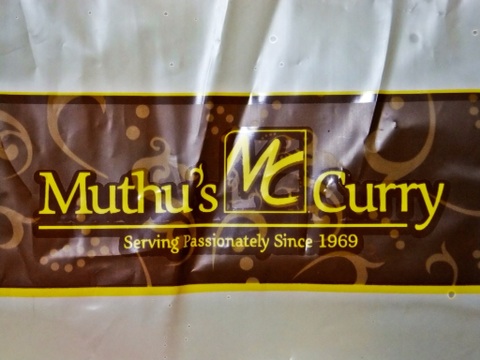 Muthu's MC Curry
Serving Passionately Since 1969